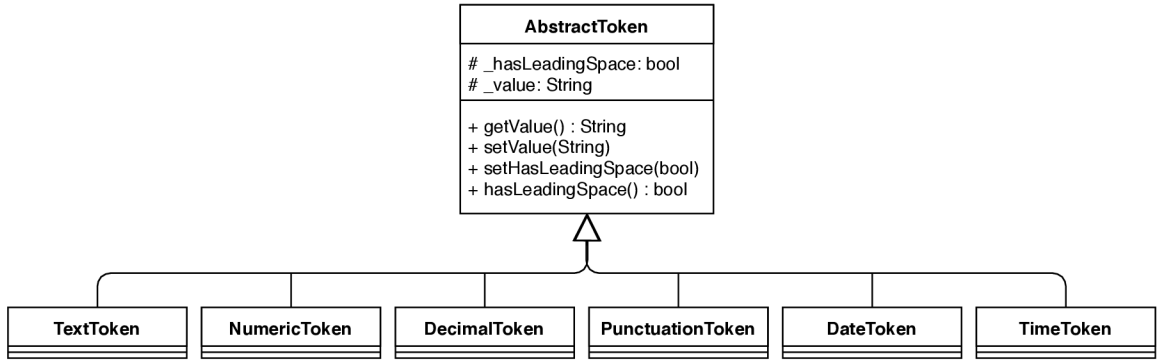 AbstractToken
# _hasLeadingSpace: bool
# _value: String
+ getValue() : String
+ setValue(String)
+ setHasLeadingSpace(bool)
+ hasLeadingSpace() : bool
TextToken
NumericToken
DecimalToken
PunctuationToken
DateToken
TimeToken